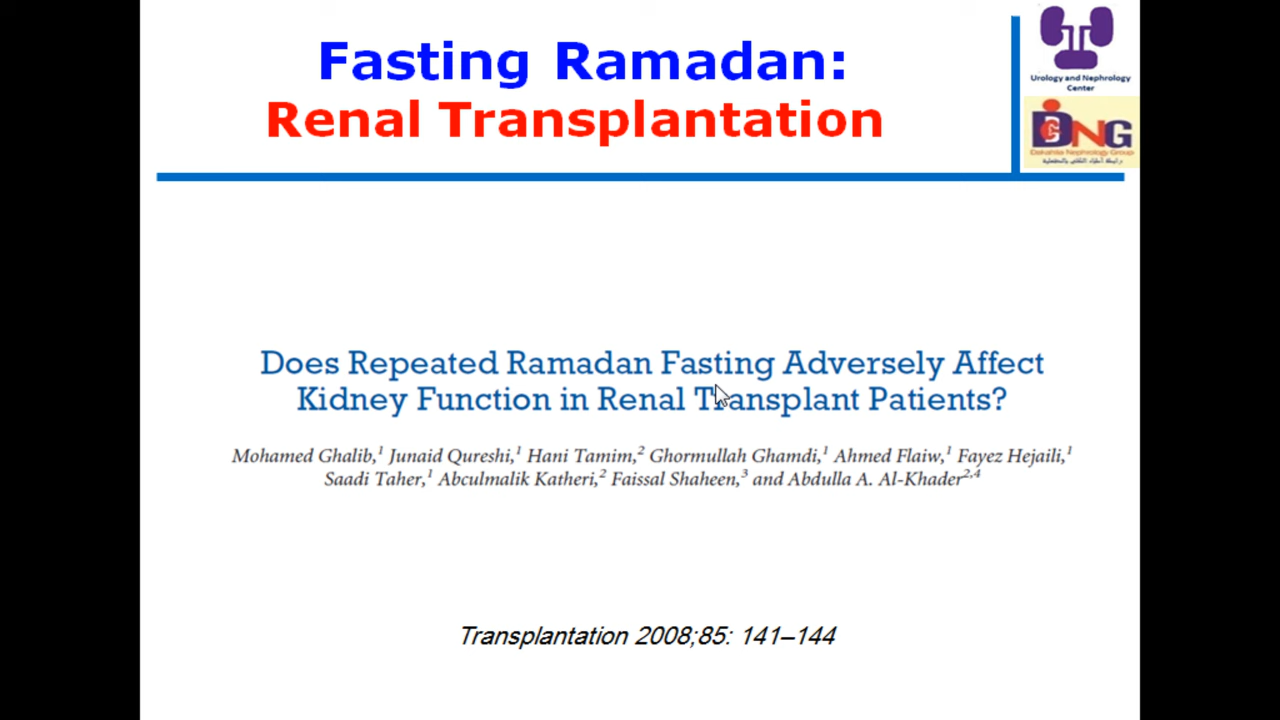 Fasting Ramadan:
Renal Transplantation
Urology and Nephrology
Center
DNG
Dakahlia Nephrology Group
Does Repeated Ramadan Fasting Adversely Affect
Kidney Function in Renal Transplant Patients?
Mohamed Ghalib,¹ Junaid Qureshi,¹ Hani Tamim,² Ghormullah Ghamdi,¹ Ahmed Flaiw,¹ Fayez Hejaili,¹
Saadi Taher,¹ Abculmalik Katheri,² Faissal Shaheen,³ and Abdulla A. Al-Khader²,⁴
Transplantation 2008;85: 141–144